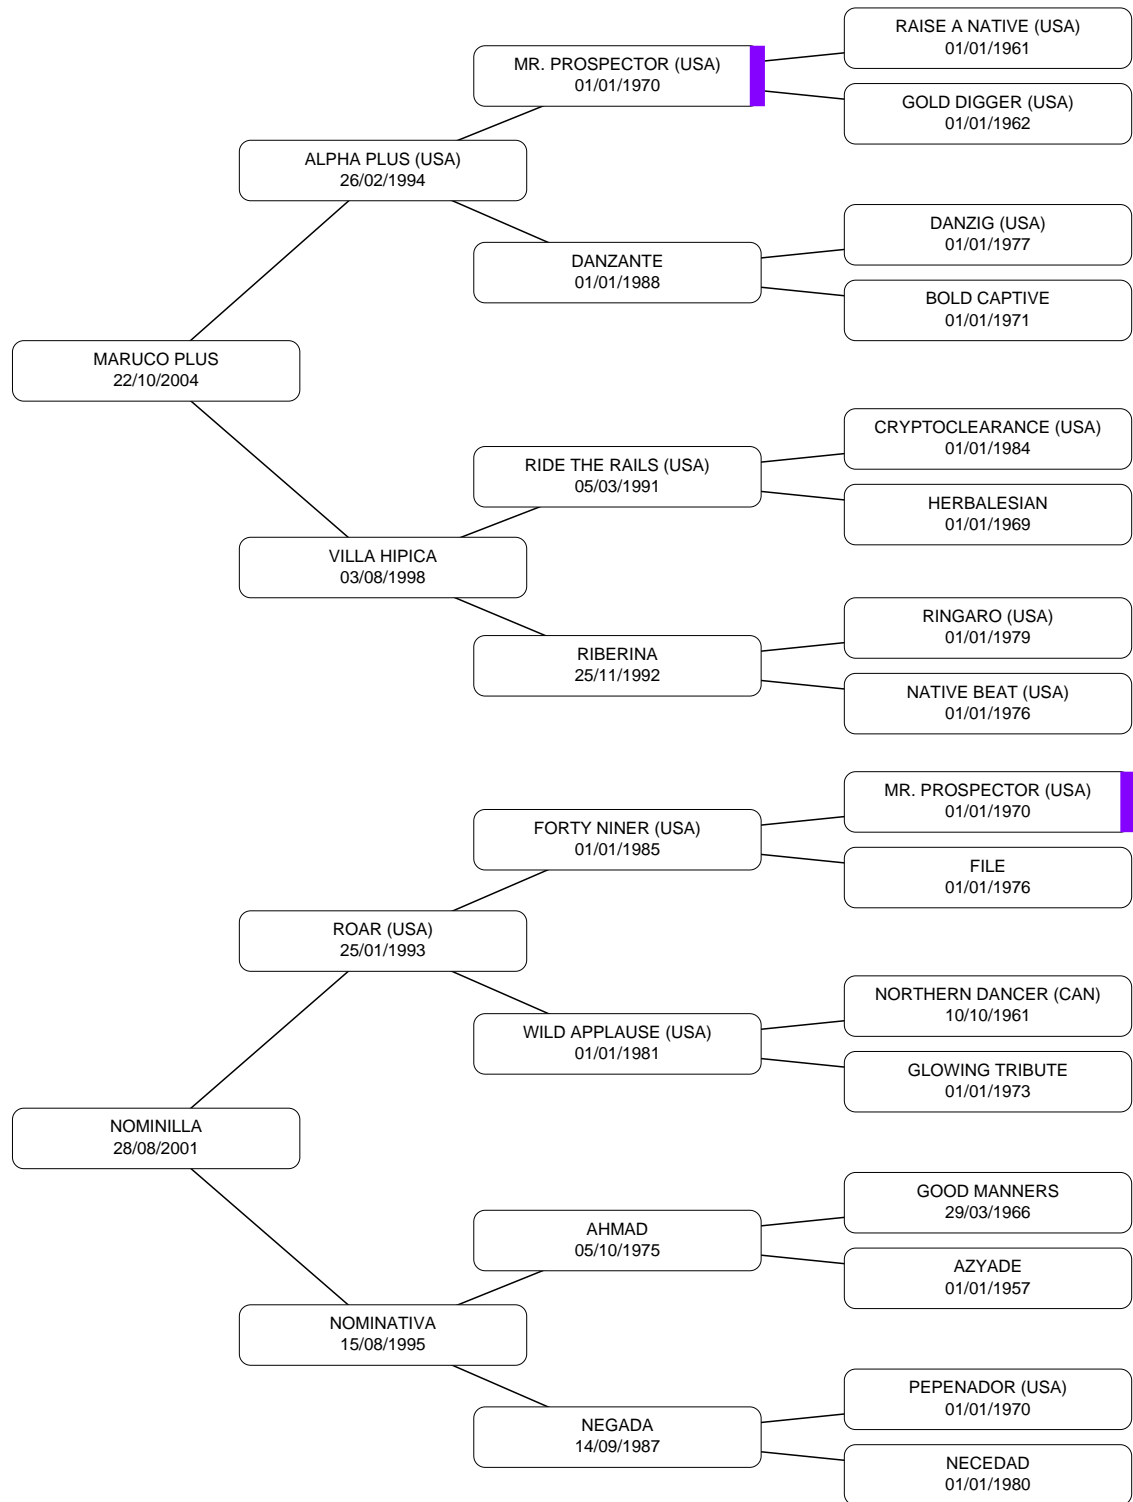 RAISE A NATIVE (USA)
01/01/1961
MR. PROSPECTOR (USA)
01/01/1970
GOLD DIGGER (USA)
01/01/1962
ALPHA PLUS (USA)
26/02/1994
DANZIG (USA)
01/01/1977
DANZANTE
01/01/1988
BOLD CAPTIVE
01/01/1971
MARUCO PLUS
22/10/2004
CRYPTOCLEARANCE (USA)
01/01/1984
RIDE THE RAILS (USA)
05/03/1991
HERBALESIAN
01/01/1969
VILLA HIPICA
03/08/1998
RINGARO (USA)
01/01/1979
RIBERINA
25/11/1992
NATIVE BEAT (USA)
01/01/1976
MR. PROSPECTOR (USA)
01/01/1970
FORTY NINER (USA)
01/01/1985
FILE
01/01/1976
ROAR (USA)
25/01/1993
NORTHERN DANCER (CAN)
10/10/1961
WILD APPLAUSE (USA)
01/01/1981
GLOWING TRIBUTE
01/01/1973
NOMINILLA
28/08/2001
GOOD MANNERS
29/03/1966
AHMAD
05/10/1975
AZYADE
01/01/1957
NOMINATIVA
15/08/1995
PEPENADOR (USA)
01/01/1970
NEGADA
14/09/1987
NECEDAD
01/01/1980